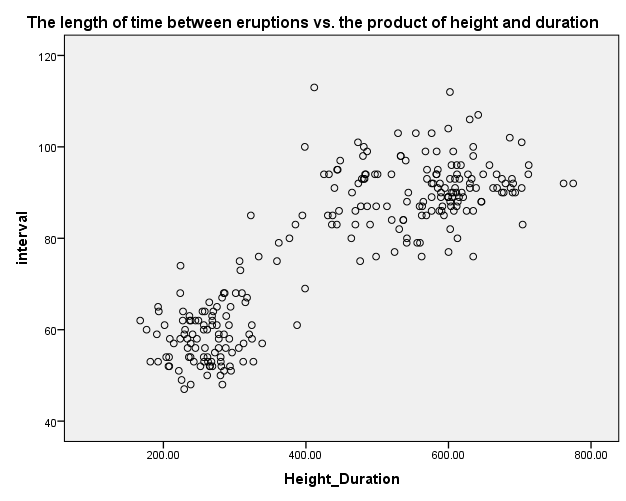 The length of time between eruptions vs. the product of height and duration
120
100
80
60
40
interval
200.00 400.00 600.00 800.00
Height_Duration